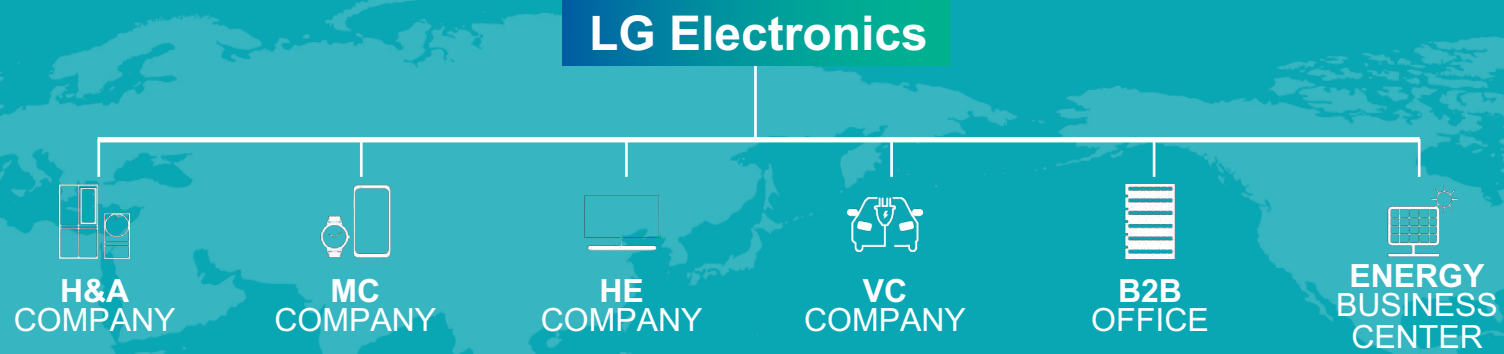 LG Electronics
H&A
COMPANY
MC
COMPANY
HE
COMPANY
VC
COMPANY
B2B
OFFICE
ENERGY
BUSINESS
CENTER